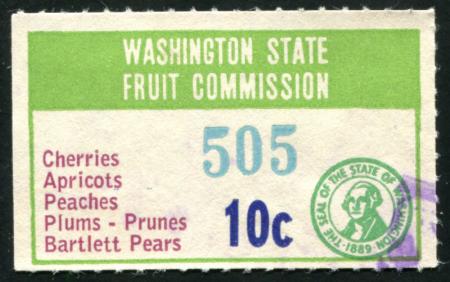 WASHINGTON STATE
FRUIT COMMISSION
505
Cherries
Apricots
Peaches
Plums - Prunes
Bartlett Pears
10c
THE SEAL OF THE STATE OF WASHINGTON
1889